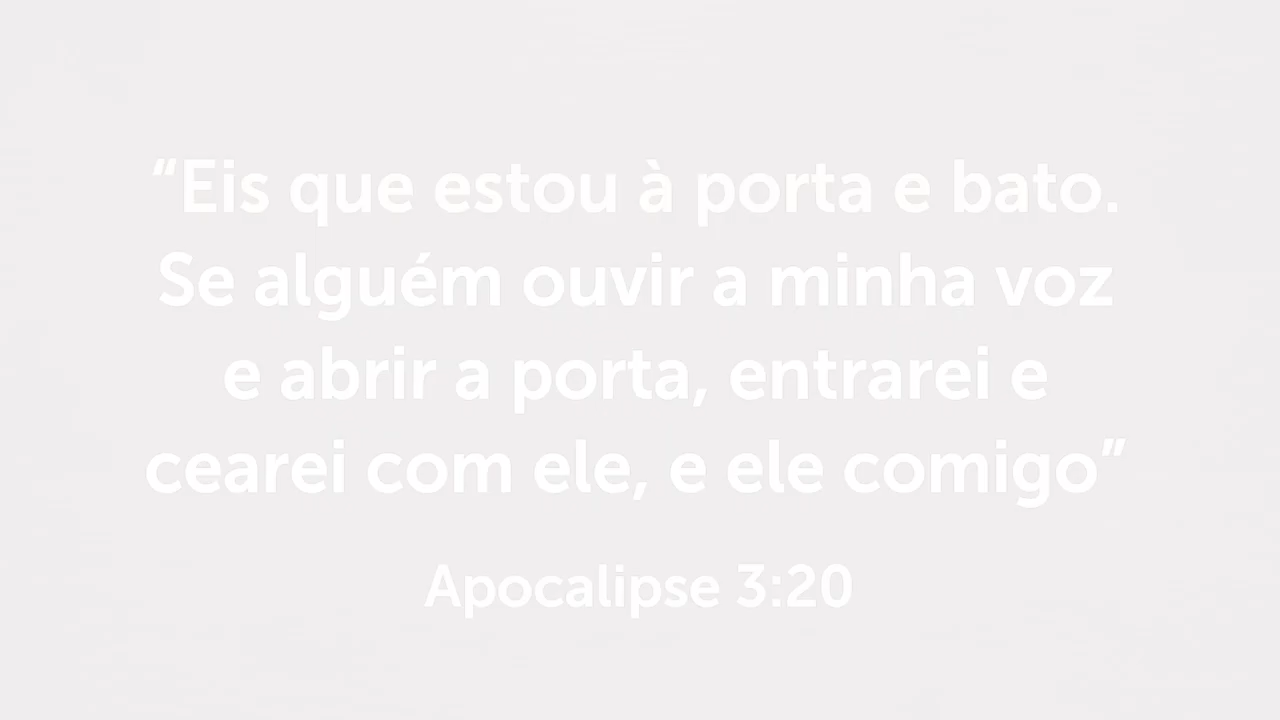 “Eis que estou à porta e bato.
Se alguém ouvir a minha voz
e abrir a porta, entrarei e
cearei com ele, e ele comigo”
Apocalipse 3:20